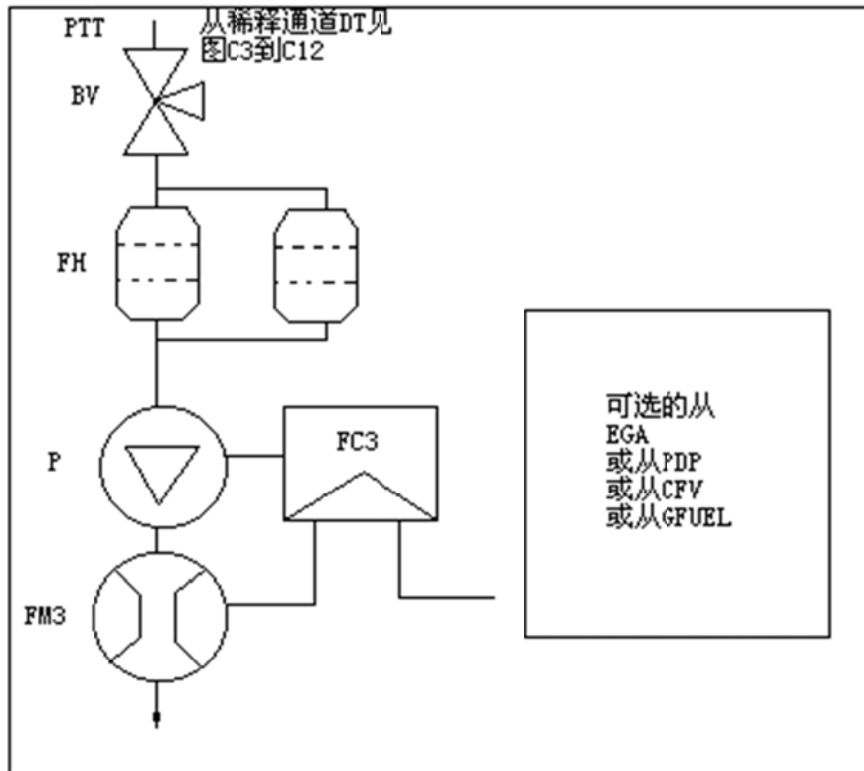 PTT
从稀释通道DT见
图C3到C12
BV
FH
P
FC3
FM3
可选的从
EGA
或从PDP
或从CFV
或从GFUEL